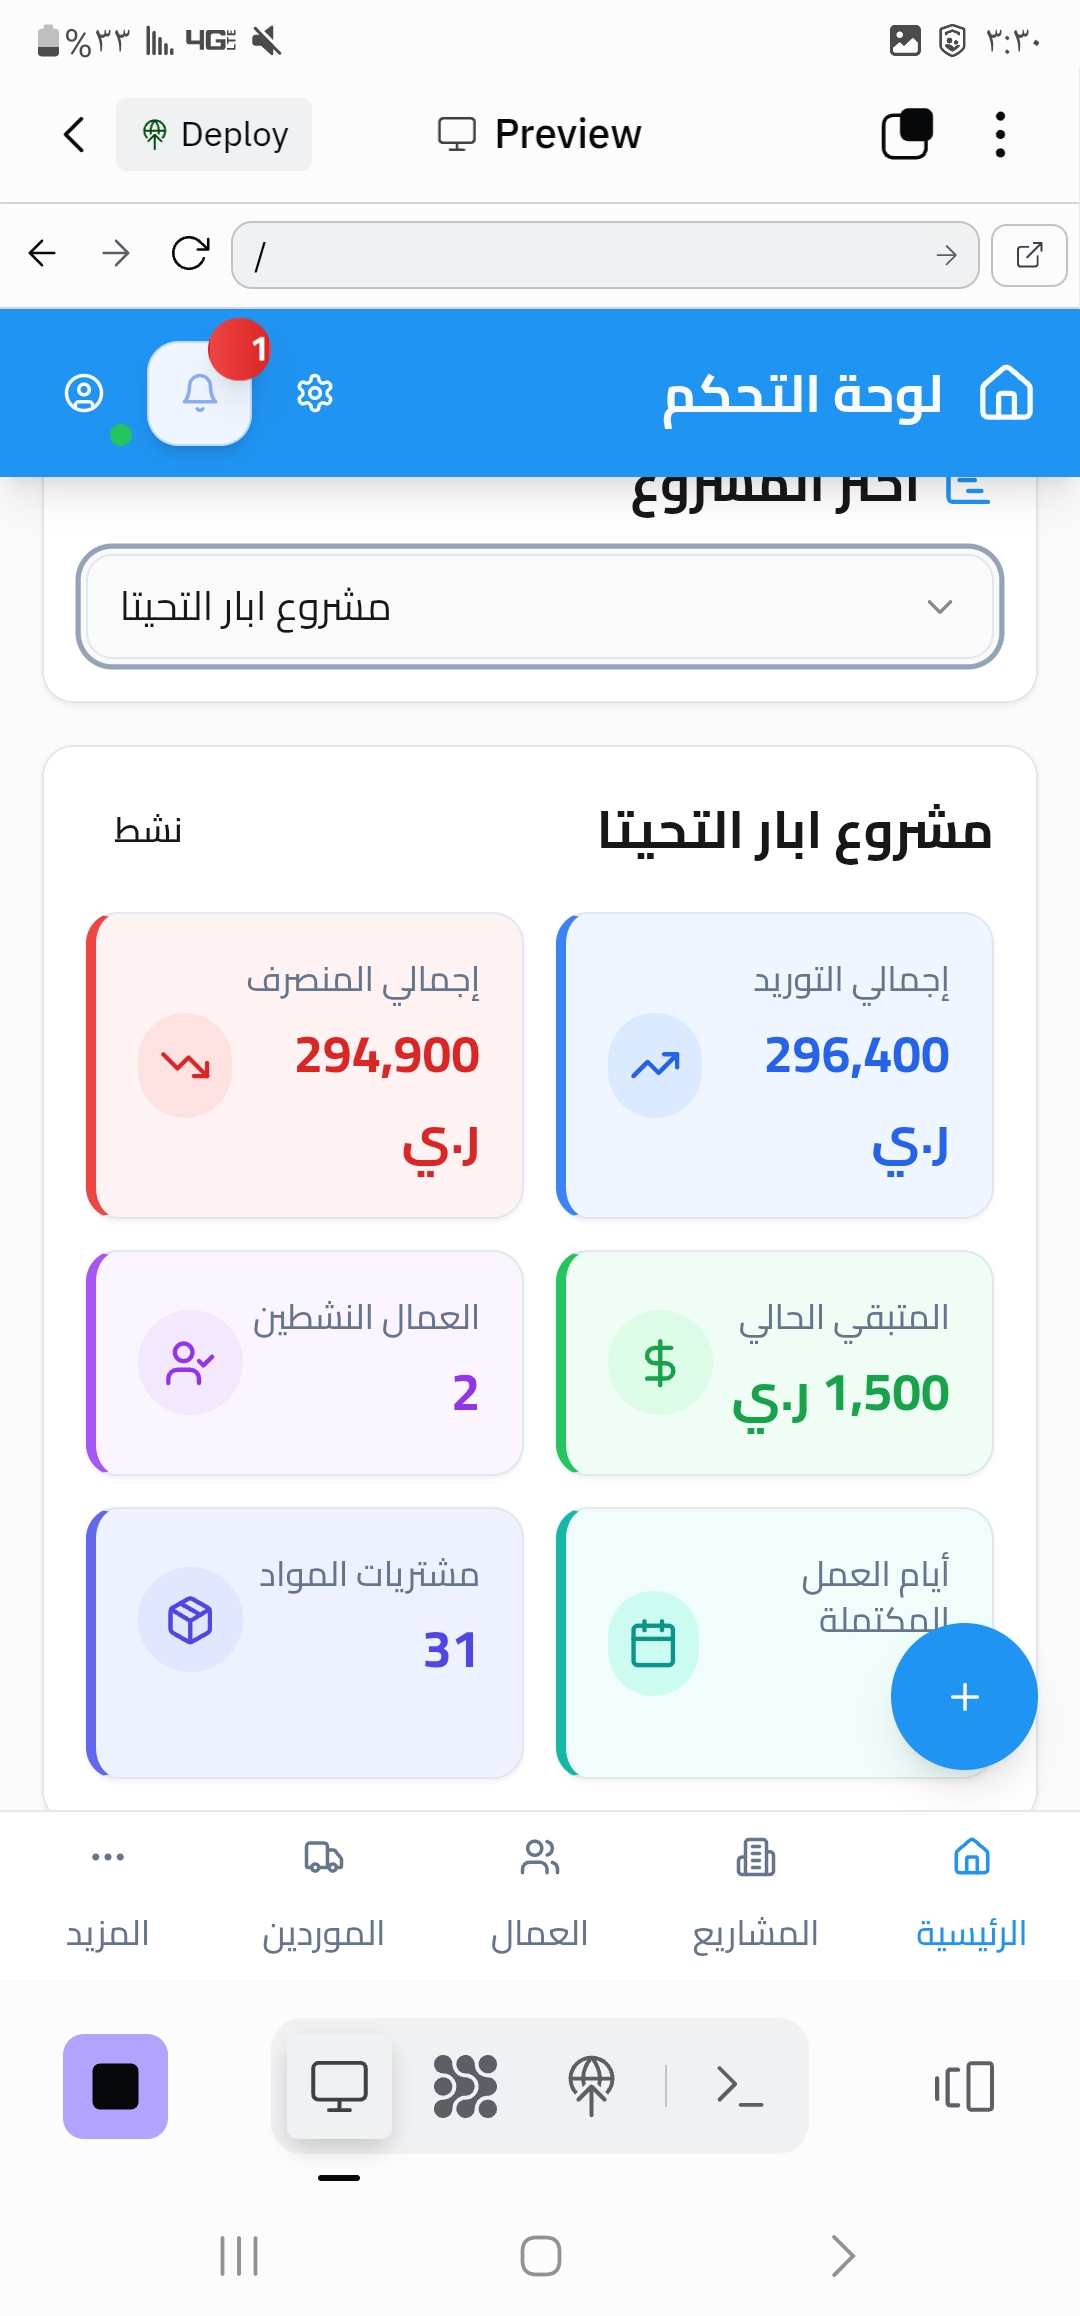 %٣٣
4G LTE
٣:٣٠
Deploy
Preview
/
لوحة التحكم
1
اختر المشروع
مشروع ابار التحيتا
مشروع ابار التحيتا
نشط
إجمالي التوريد
296,400
ر.ي
إجمالي المنصرف
294,900
ر.ي
المتبقي الحالي
1,500 ر.ي
العمال النشطين
2
أيام العمل
المكتملة
مشتريات المواد
31
الرئيسية
المشاريع
العمال
الموردين
المزيد